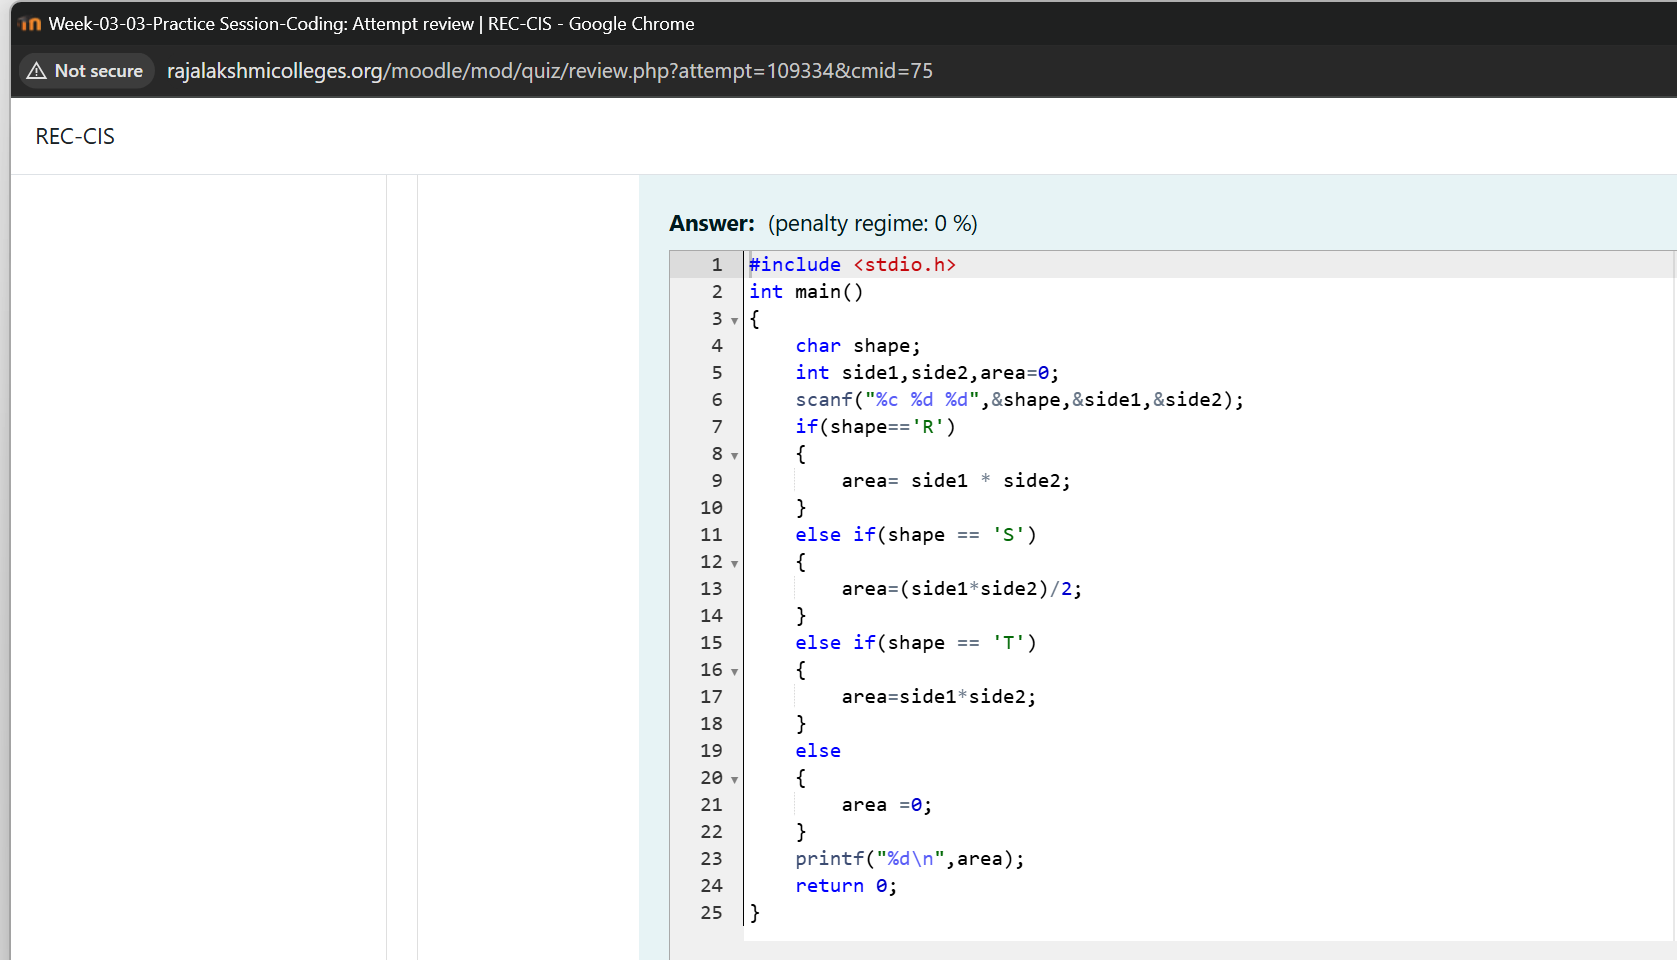 Week-03-03-Practice Session-Coding: Attempt review | REC-CIS - Google Chrome
Not secure rajalakshmicolleges.org/moodle/mod/quiz/review.php?attempt=109334&cmid=75
REC-CIS
Answer: (penalty regime: 0 %)
1 #include <stdio.h>
2 int main()
3 {
4     char shape;
5     int side1,side2,area=0;
6     scanf("%c %d %d",&shape,&side1,&side2);
7     if(shape=='R')
8     {
9         area= side1 * side2;
10     }
11     else if(shape == 'S')
12     {
13         area=(side1*side2)/2;
14     }
15     else if(shape == 'T')
16     {
17         area=side1*side2;
18     }
19     else
20     {
21         area =0;
22     }
23     printf("%d\n",area);
24     return 0;
25 }